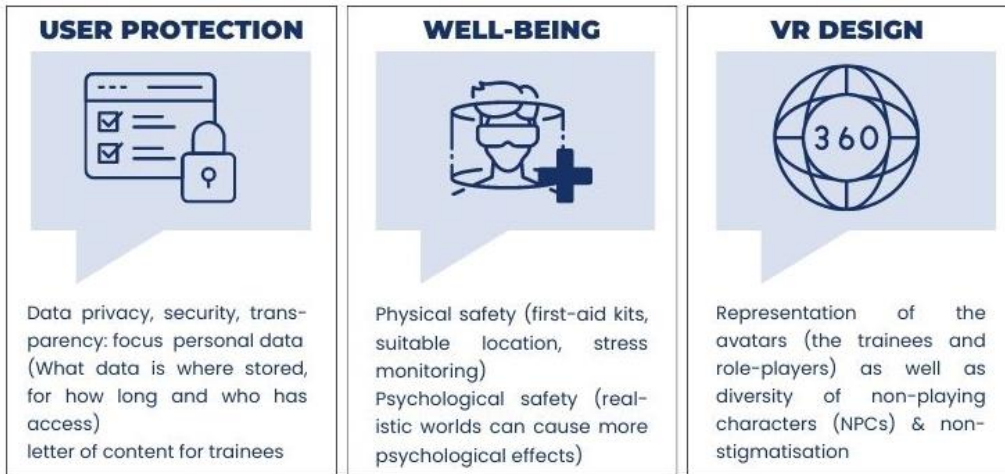 USER PROTECTION
Data privacy, security, trans-
parency: focus personal data
(What data is where stored,
for how long and who has
access)
letter of content for trainees
WELL-BEING
Physical safety (first-aid kits,
suitable location, stress
monitoring)
Psychological safety (real-
istic worlds can cause more
psychological effects)
VR DESIGN
360
Representation of the
avatars (the trainees and
role-players) as well as
diversity of non-playing
characters (NPCs) & non-
stigmatisation